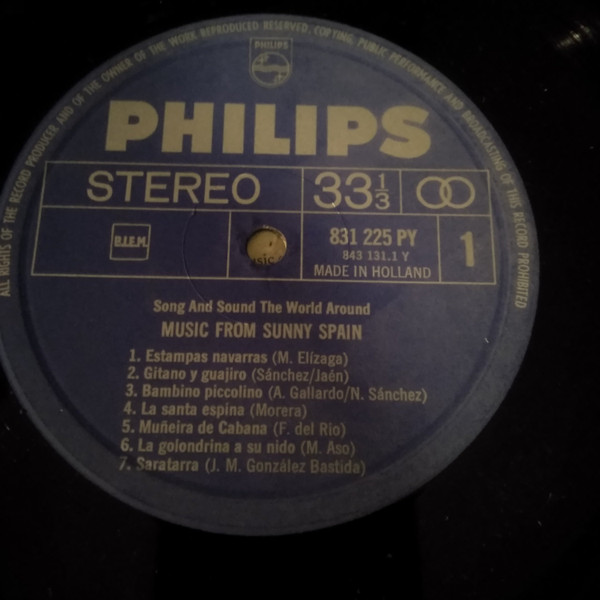 ALL RIGHTS OF THE RECORD PRODUCER AND OF THE OWNER OF THE WORK REPRODUCED RESERVED. COPYING, PUBLIC PERFORMANCE AND BROADCASTING OF THIS RECORD PROHIBITED
PHILIPS
PHILIPS
STEREO 33 1/3
B.I.E.M. 831 225 PY 1
843 131.1 Y
MADE IN HOLLAND
Song And Sound The World Around
MUSIC FROM SUNNY SPAIN
1. Estampas navarras (M. Elízaga)
2. Gitano y guajiro (Sánchez/Jaén)
3. Bambino piccolino (A. Gallardo/N. Sánchez)
4. La santa espina (Morera)
5. Muñeira de Cabana (F. del Rio)
6. La golondrina a su nido (M. Aso)
7. Saratarra (J. M. González Bastida)